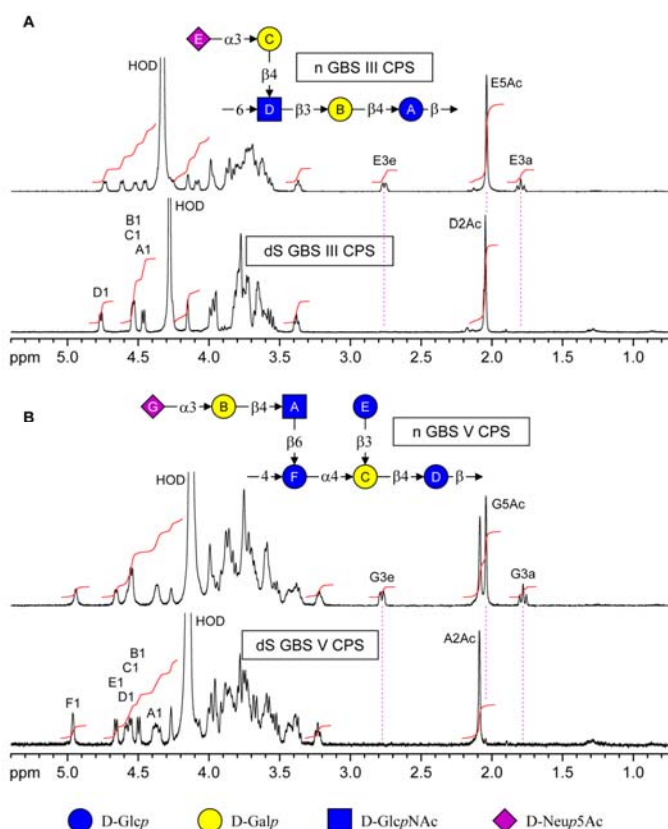 A
E α3 C
β4
n GBS III CPS
6 D β3 B β4 A β
HOD
E5Ac
E3e
E3a
HOD
B1
C1
A1
D1
dS GBS III CPS
D2Ac
ppm 5.0 4.5 4.0 3.5 3.0 2.5 2.0 1.5 1.0
B
G α3 B β4 A E
β6 β3
n GBS V CPS
4 F α4 C β4 D β
HOD
G5Ac
G3e
G3a
HOD
dS GBS V CPS
A2Ac
B1
C1
E1
D1
F1
A1
ppm 5.0 4.5 4.0 3.5 3.0 2.5 2.0 1.5 1.0
D-Glcp D-Galp D-GlcpNAc D-Neup5Ac